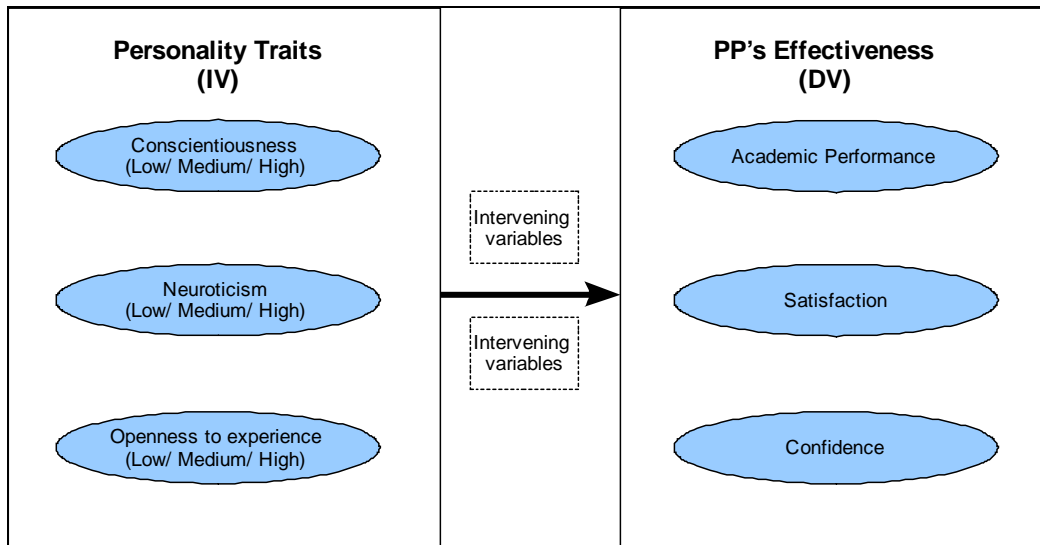 Personality Traits
(IV)
Conscientiousness
(Low/ Medium/ High)
Neuroticism
(Low/ Medium/ High)
Openness to experience
(Low/ Medium/ High)
Intervening
variables
Intervening
variables
PP's Effectiveness
(DV)
Academic Performance
Satisfaction
Confidence